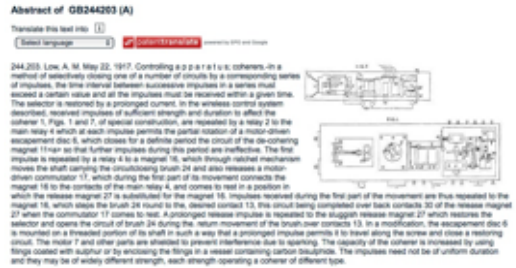 Abstract of GB244203 (A)
Translate this text into
Select language
patenttranslate powered by EPO and Google
244,203. Low, A. M. May 22, 1917. Controlling a p p a r a t u s; coherers.-In a
method of selectively closing one of a number of circuits by a corresponding series
of impulses, the time interval between successive impulses in a series must
exceed a certain value and all the impulses must be received within a given time.
The selector is restored by a prolonged current. In the wireless control system
described, received impulses of sufficient strength and duration to affect the
coherer 1, Figs. 1 and 7, of special construction, are repeated by a relay 2 to the
main relay 4 which at each impulse permits the partial rotation of a motor-driven
escapement disc 6, which closes for a definite period the circuit of the de-cohering
magnet so that further impulses during this period are ineffective. The first
impulse is repeated by a relay 4 to a magnet 16, which through ratchet mechanism
moves the shaft carrying the circuitclosing brush 24 and also releases a motor-
driven commutator 17, which during the first part of its movement connects the
magnet 16 to the contacts of the main relay 4, and comes to rest in a position in
which the release magnet 27 is substituted for the magnet 16. Impulses received during the first part of the movement are thus repeated to the
magnet 16, which steps the brush 24 round to the, desired contact 13, this circuit being completed over back contacts 30 of the release magnet
27 when the commutator 17 comes to rest. A prolonged release impulse is repeated to the sluggish release magnet 27 which restores the
selector and opens the circuit of brush 24 during the. return movement of the brush.over contacts 13. In a modification, the escapement disc 6
is mounted on a threaded portion of its shaft in such a way that a prolonged impulse permits it to travel along the screw and close a restoring
circuit. The motor 7 and other parts are shielded to prevent interference due to sparking. The capacity of the coherer is increased by using
filings coated with sulphur or by enclosing the filings in a vessel containing carbon bisulphide. The impulses need not be of uniform duration
and they may be of widely different strength, each strength operating a coherer of different type.